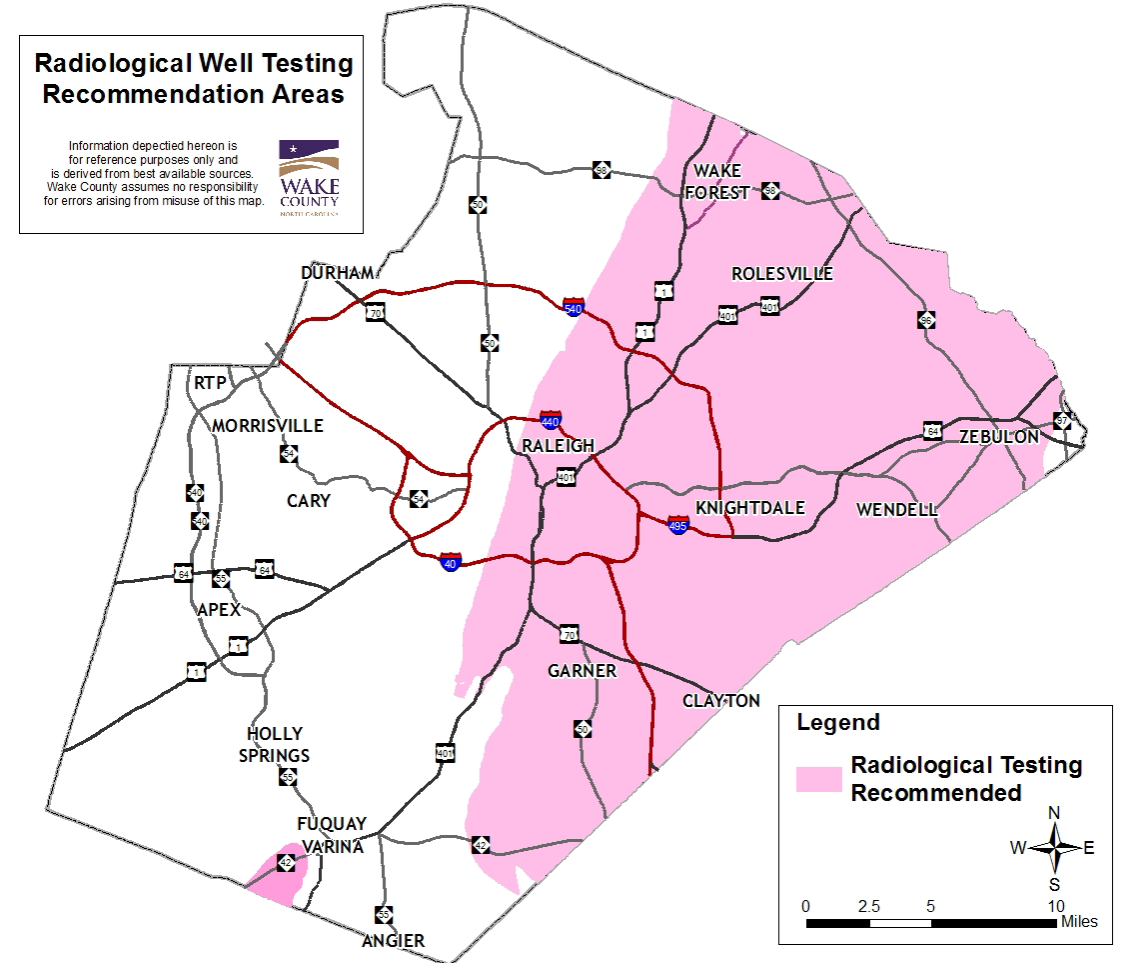 Radiological Well Testing
Recommendation Areas
Information depectied hereon is
for reference purposes only and
is derived from best available sources.
Wake County assumes no responsibility
for errors arising from misuse of this map.
WAKE
COUNTY
NORTH CAROLINA
98
WAKE
FOREST
98
50
DURHAM
ROLESVILLE
1
540
70
401
401
96
1
50
RTP
MORRISVILLE
440
RALEIGH
64
97
ZEBULON
54
401
CARY
54
540
KNIGHTDALE
WENDELL
540
495
40
64
64
55
APEX
70
1
1
GARNER
CLAYTON
HOLLY
SPRINGS
50
401
55
FUQUAY
VARINA
42
42
55
ANGIER
Legend
Radiological Testing
Recommended
N
W
E
S
0
2.5
5
10
Miles